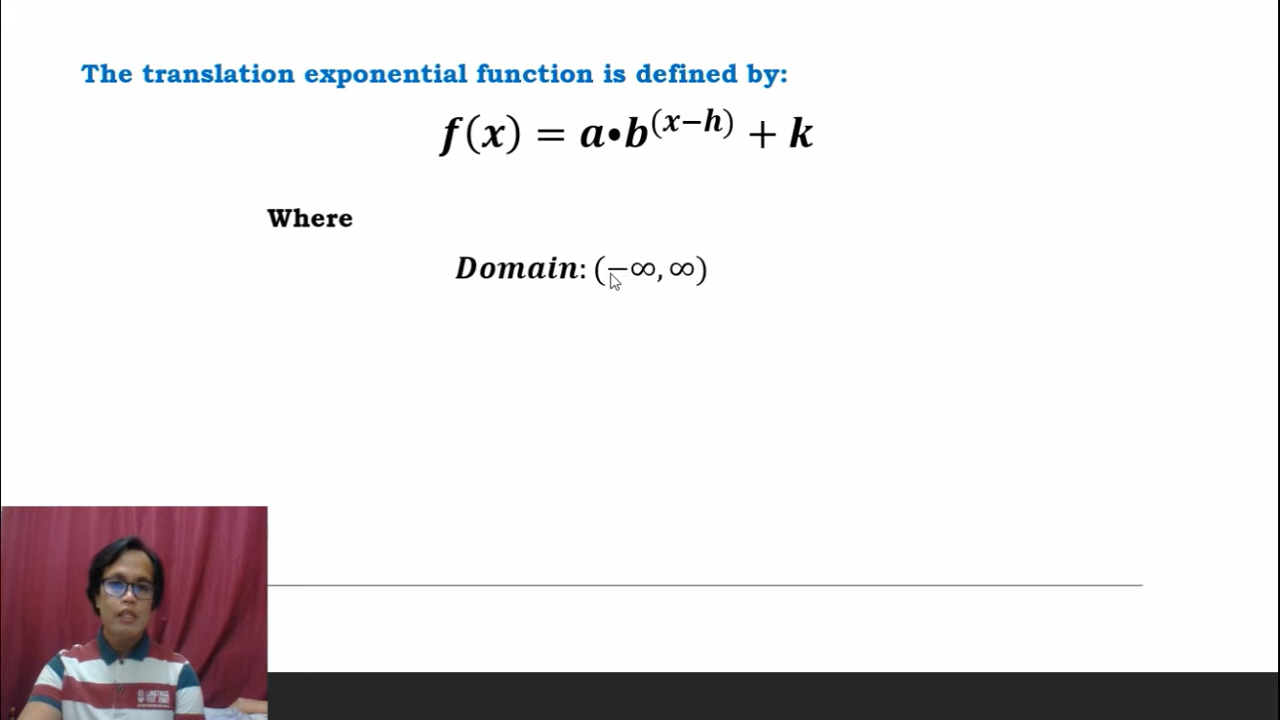 The translation exponential function is defined by:
f(x) = a•b^(x−h) + k
Where
Domain: (−∞, ∞)